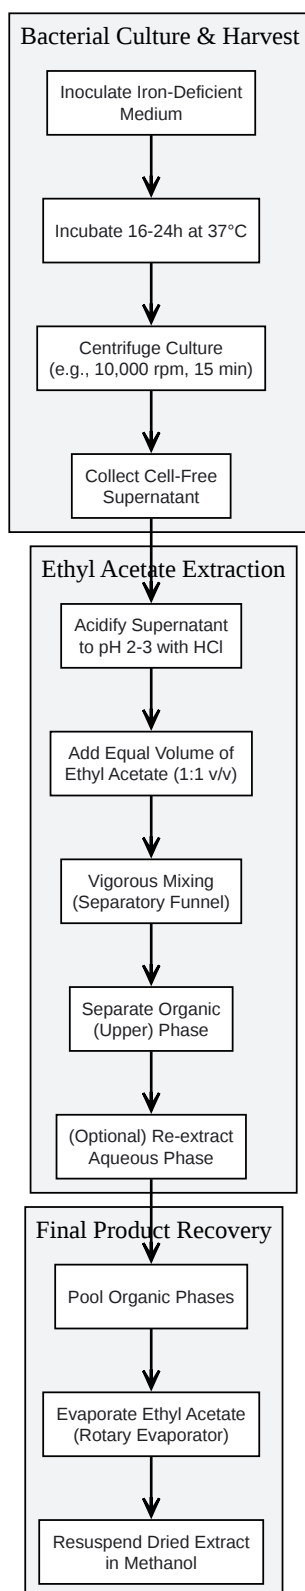 Bacterial Culture & Harvest
Inoculate Iron-Deficient
Medium
Incubate 16-24h at 37°C
Centrifuge Culture
(e.g., 10,000 rpm, 15 min)
Collect Cell-Free
Supernatant
Ethyl Acetate Extraction
Acidify Supernatant
to pH 2-3 with HCl
Add Equal Volume of
Ethyl Acetate (1:1 v/v)
Vigorous Mixing
(Separatory Funnel)
Separate Organic
(Upper) Phase
(Optional) Re-extract
Aqueous Phase
Final Product Recovery
Pool Organic Phases
Evaporate Ethyl Acetate
(Rotary Evaporator)
Resuspend Dried Extract
in Methanol